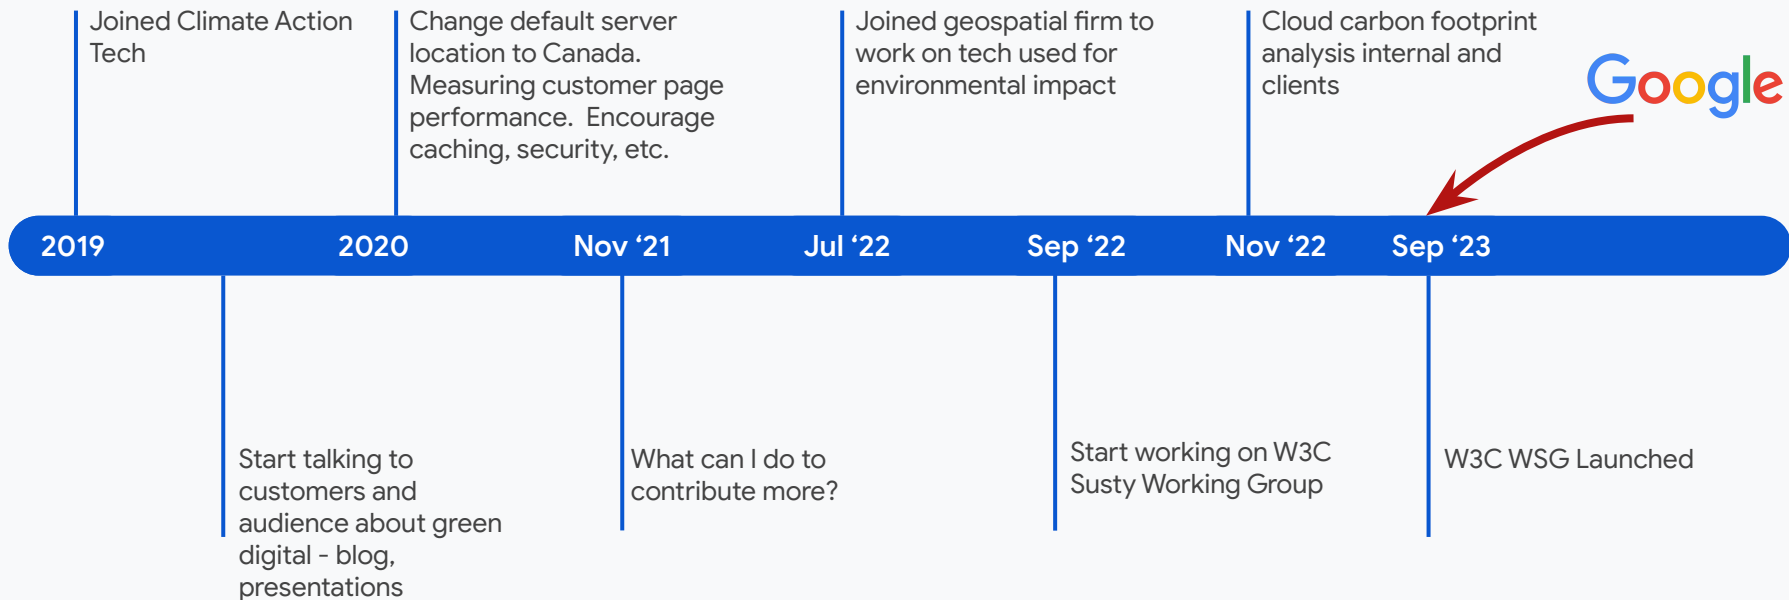 Joined Climate Action
Tech
Change default server
location to Canada.
Measuring customer page
performance.  Encourage
caching, security, etc.
Joined geospatial firm to
work on tech used for
environmental impact
Cloud carbon footprint
analysis internal and
clients
Google
2019
2020
Nov ‘21
Jul ‘22
Sep ‘22
Nov ‘22
Sep ‘23
Start talking to
customers and
audience about green
digital - blog,
presentations
What can I do to
contribute more?
Start working on W3C
Susty Working Group
W3C WSG Launched